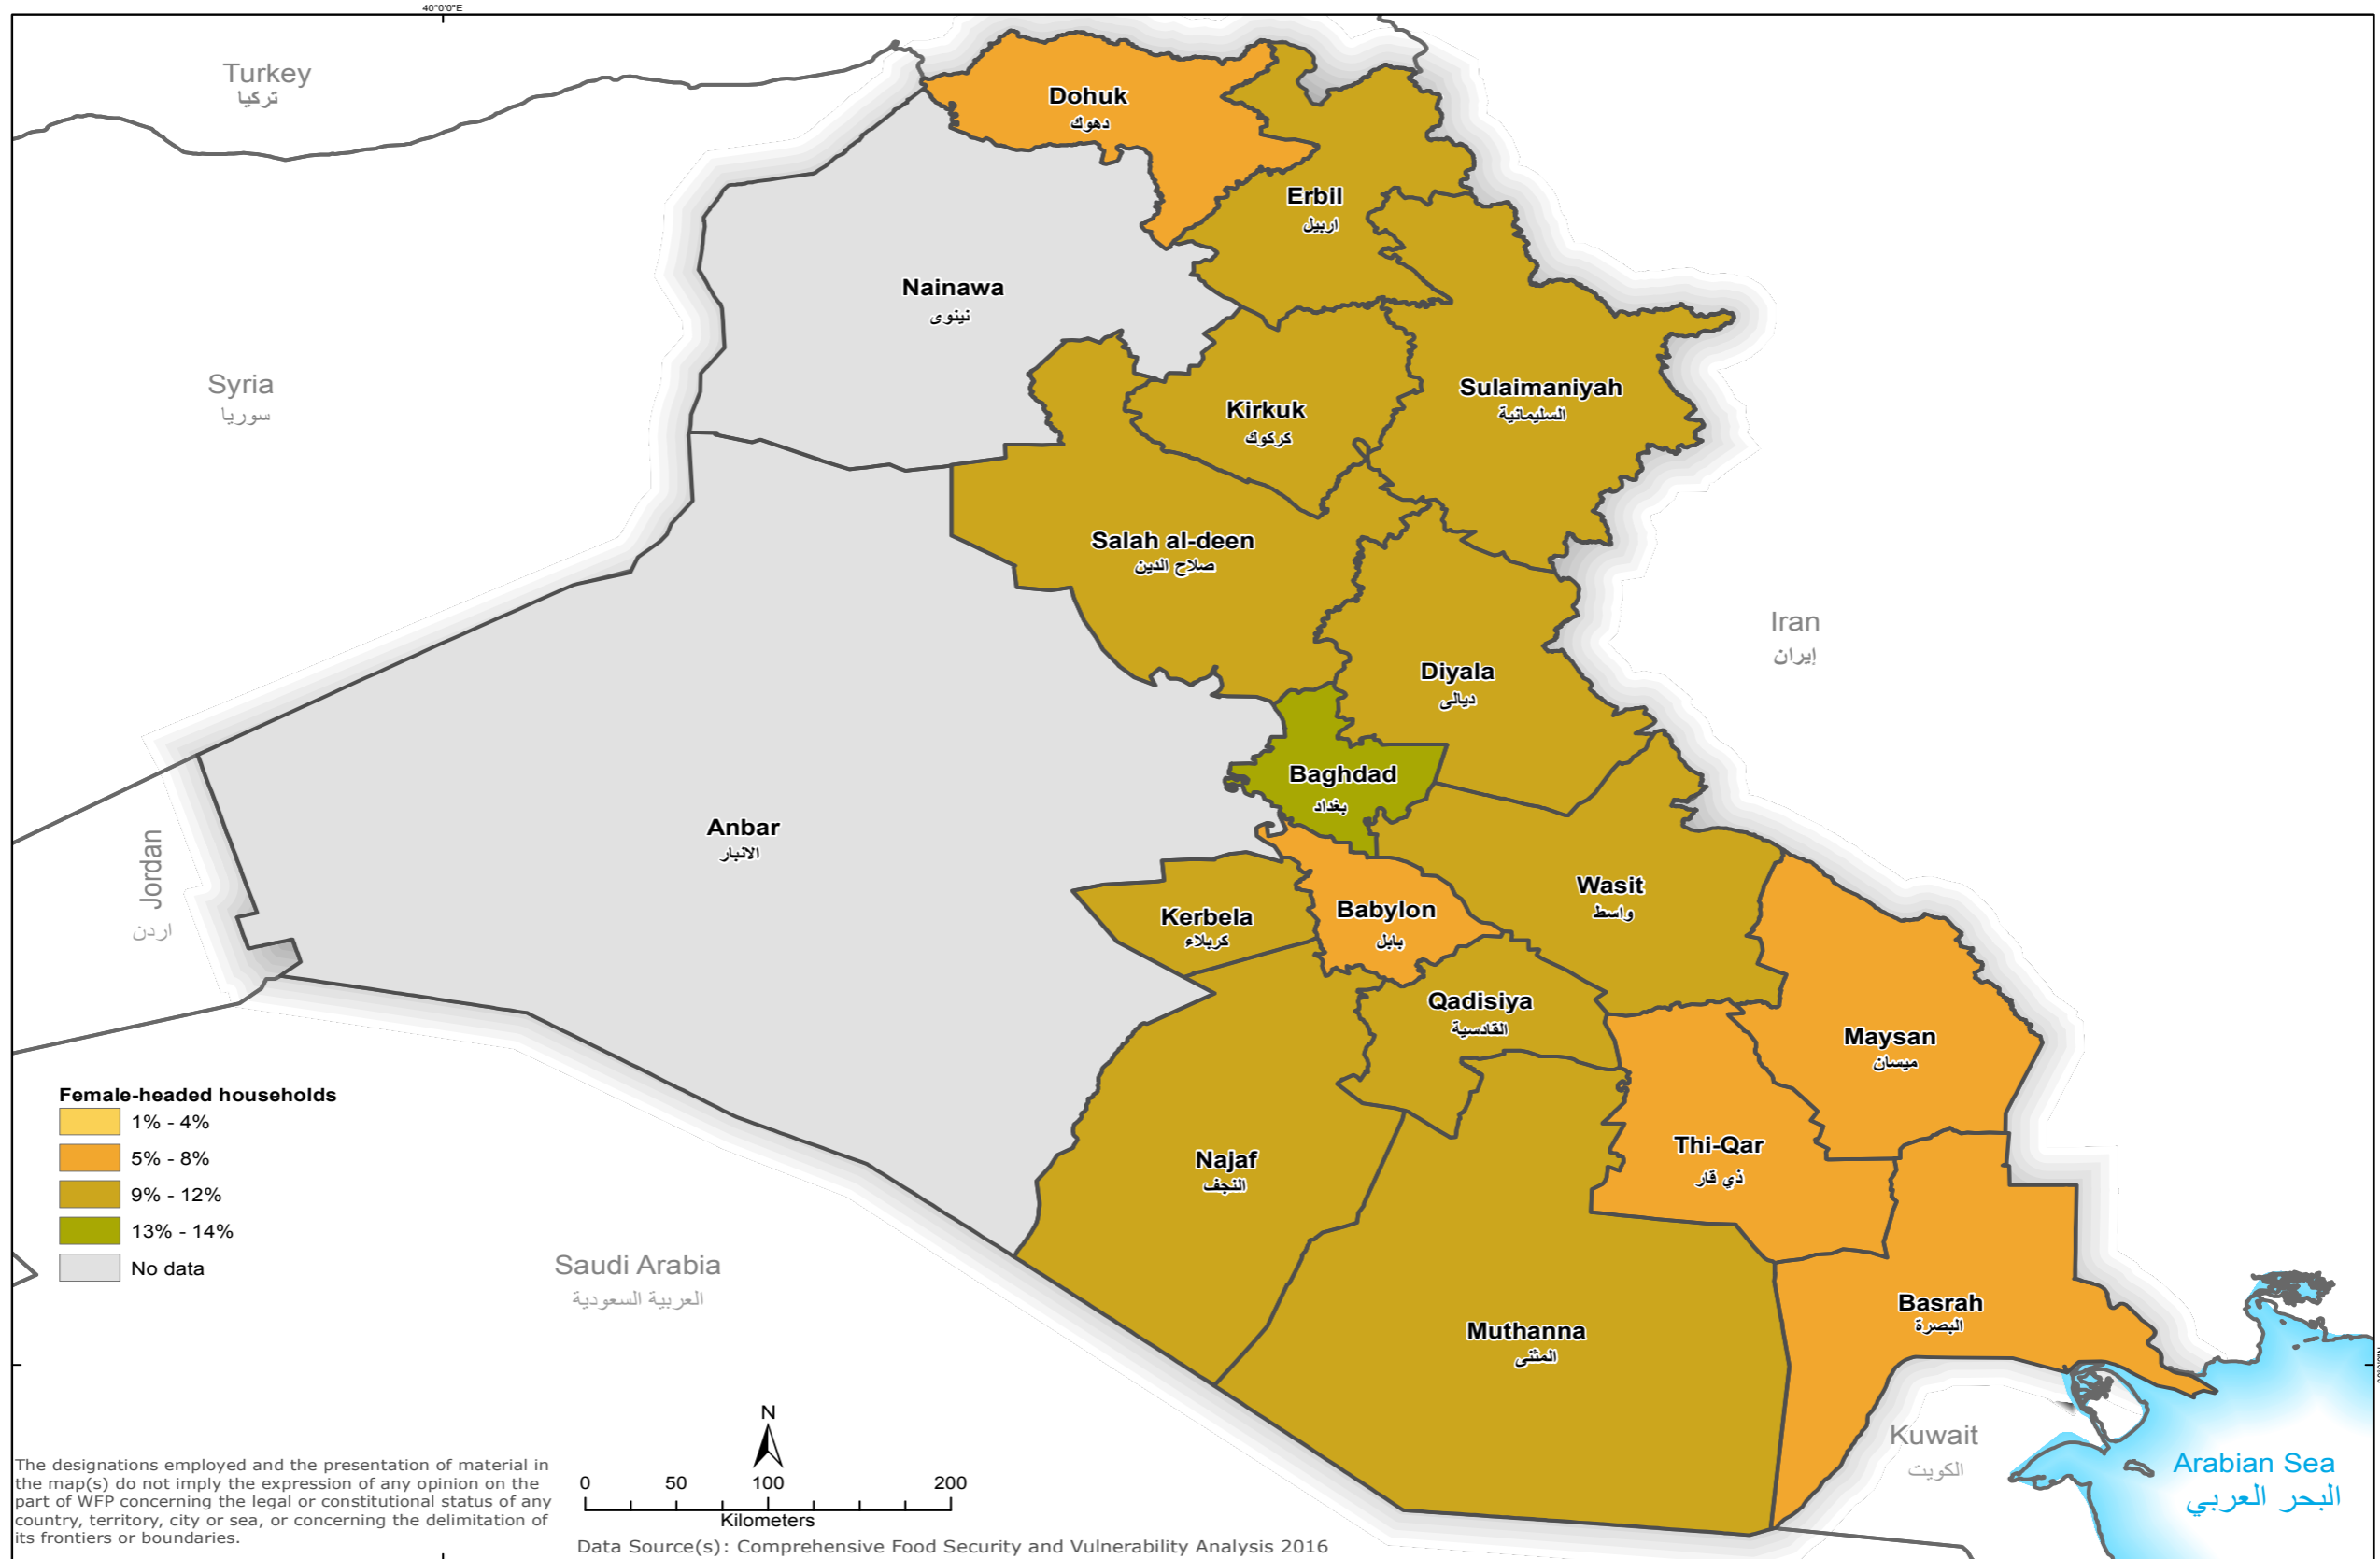 40°0'0"E
Turkey
تركيا
Dohuk
دهوك
Erbil
اربيل
Nainawa
نينوى
Syria
سوريا
Kirkuk
كركوك
Sulaimaniyah
السليمانية
Salah al-deen
صلاح الدين
Iran
إيران
Diyala
ديالى
Baghdad
بغداد
Anbar
الانبار
Jordan
اردن
Kerbela
كربلاء
Babylon
بابل
Wasit
واسط
Qadisiya
القادسية
Maysan
ميسان
Najaf
النجف
Thi-Qar
ذي قار
Female-headed households
1% - 4%
5% - 8%
9% - 12%
13% - 14%
No data
Saudi Arabia
العربية السعودية
Muthanna
المثنى
Basrah
البصرة
Kuwait
الكويت
Arabian Sea
البحر العربي
N
0 50 100 200
Kilometers
The designations employed and the presentation of material in
the map(s) do not imply the expression of any opinion on the
part of WFP concerning the legal or constitutional status of any
country, territory, city or sea, or concerning the delimitation of
its frontiers or boundaries.
Data Source(s): Comprehensive Food Security and Vulnerability Analysis 2016